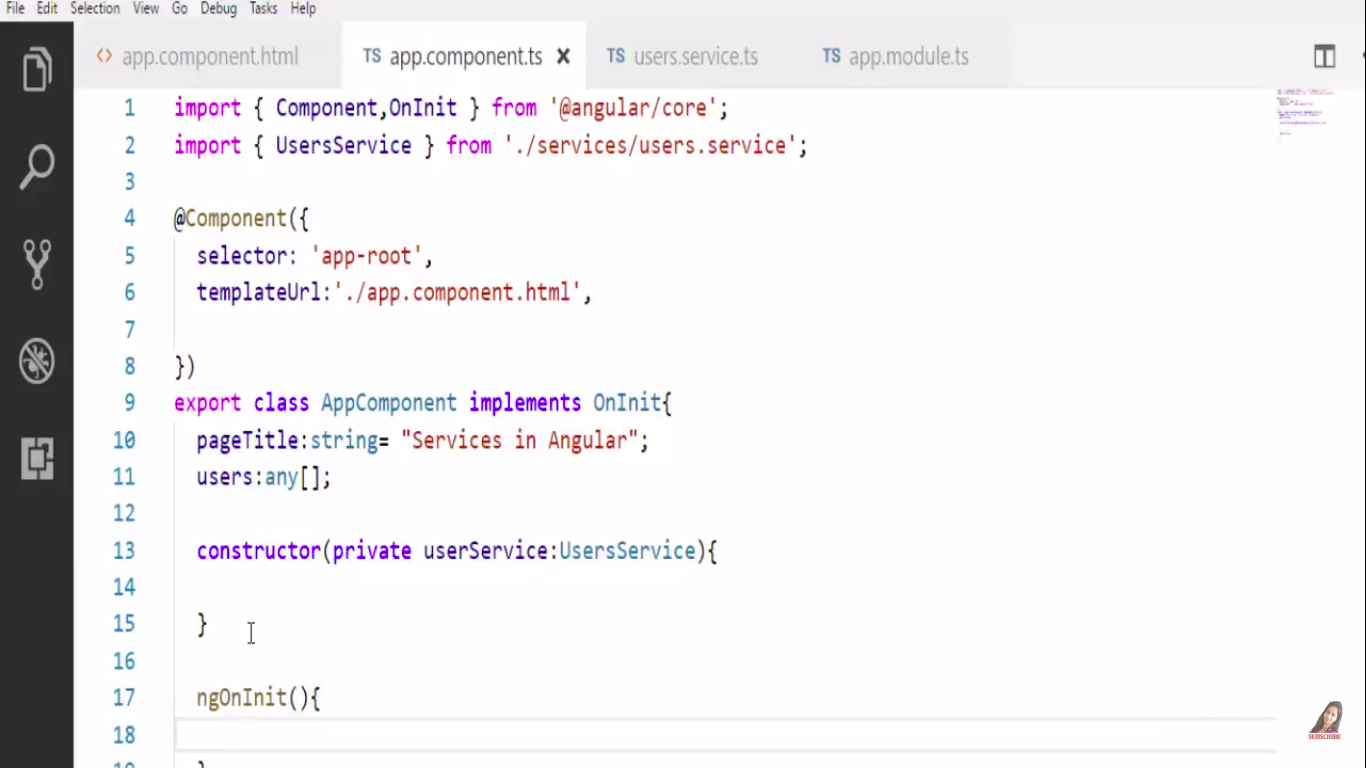 File Edit Selection View Go Debug Tasks Help
<> app.component.html TS app.component.ts × TS users.service.ts TS app.module.ts
1 import { Component,OnInit } from '@angular/core';
2 import { UsersService } from './services/users.service';
3
4 @Component({
5 selector: 'app-root',
6 templateUrl:'./app.component.html',
7
8 })
9 export class AppComponent implements OnInit{
10 pageTitle:string= "Services in Angular";
11 users:any[];
12
13 constructor(private userService:UsersService){
14
15 }
16
17 ngOnInit(){
18
19 }
SUBSCRIBE